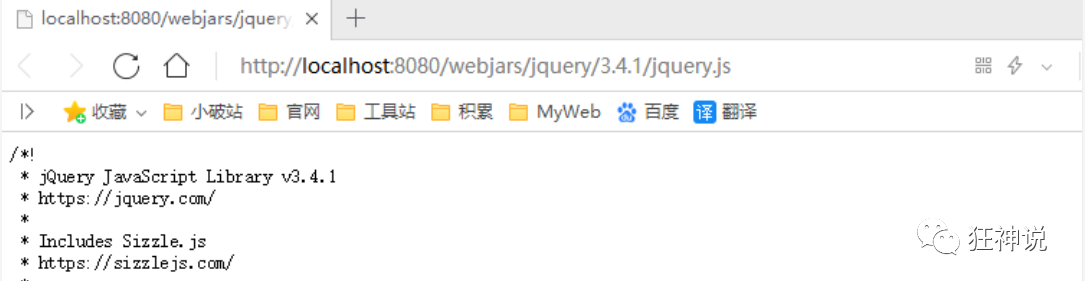 localhost:8080/webjars/jquery
http://localhost:8080/webjars/jquery/3.4.1/jquery.js
收藏 小破站 官网 工具站 积累 MyWeb 百度 译 翻译
/*!
* jQuery JavaScript Library v3.4.1
* https://jquery.com/
*
* Includes Sizzle.js
* https://sizzlejs.com/
*
狂神说